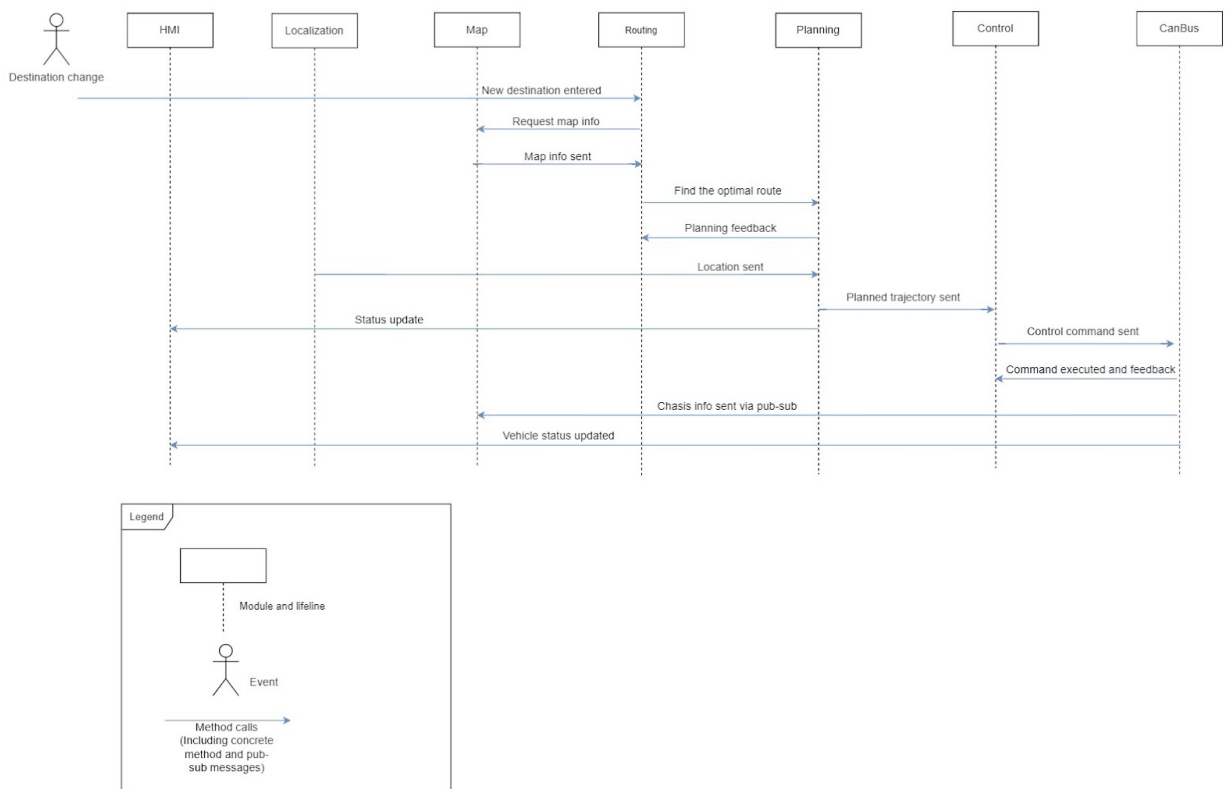 HMI
Localization
Map
Routing
Planning
Control
CanBus
Destination change
New destination entered
Request map info
Map info sent
Find the optimal route
Planning feedback
Location sent
Planned trajectory sent
Status update
Control command sent
Command executed and feedback
Chasis info sent via pub-sub
Vehicle status updated
Legend
Module and lifeline
Event
Method calls
(Including concrete
method and pub-
sub messages)